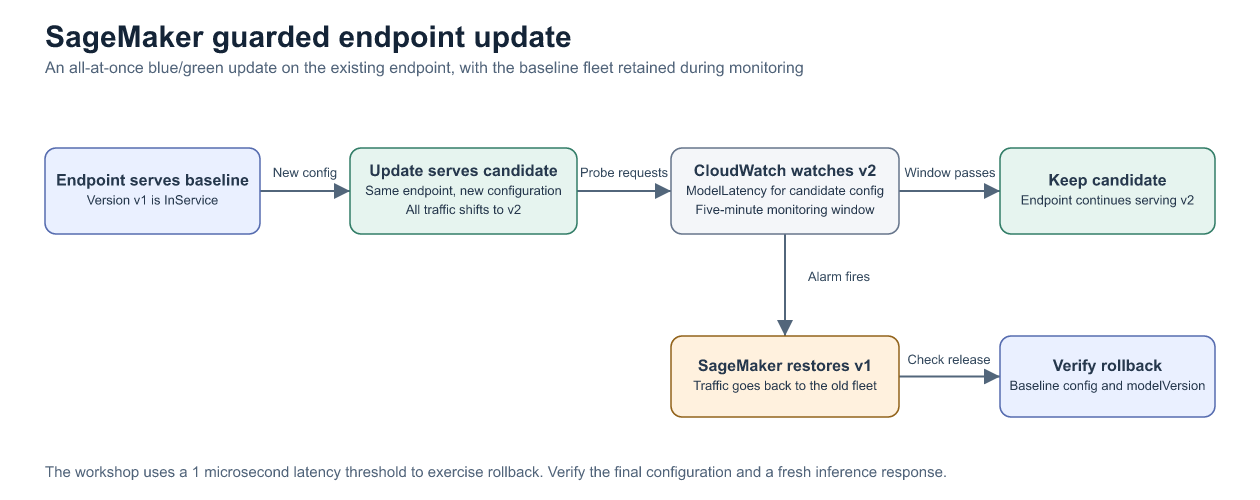 SageMaker guarded endpoint update
An all-at-once blue/green update on the existing endpoint, with the baseline fleet retained during monitoring
Endpoint serves baseline
Version v1 is InService
New config
Update serves candidate
Same endpoint, new configuration
All traffic shifts to v2
Probe requests
CloudWatch watches v2
ModelLatency for candidate config
Five-minute monitoring window
Window passes
Keep candidate
Endpoint continues serving v2
Alarm fires
SageMaker restores v1
Traffic goes back to the old fleet
Check release
Verify rollback
Baseline config and modelVersion
The workshop uses a 1 microsecond latency threshold to exercise rollback. Verify the final configuration and a fresh inference response.